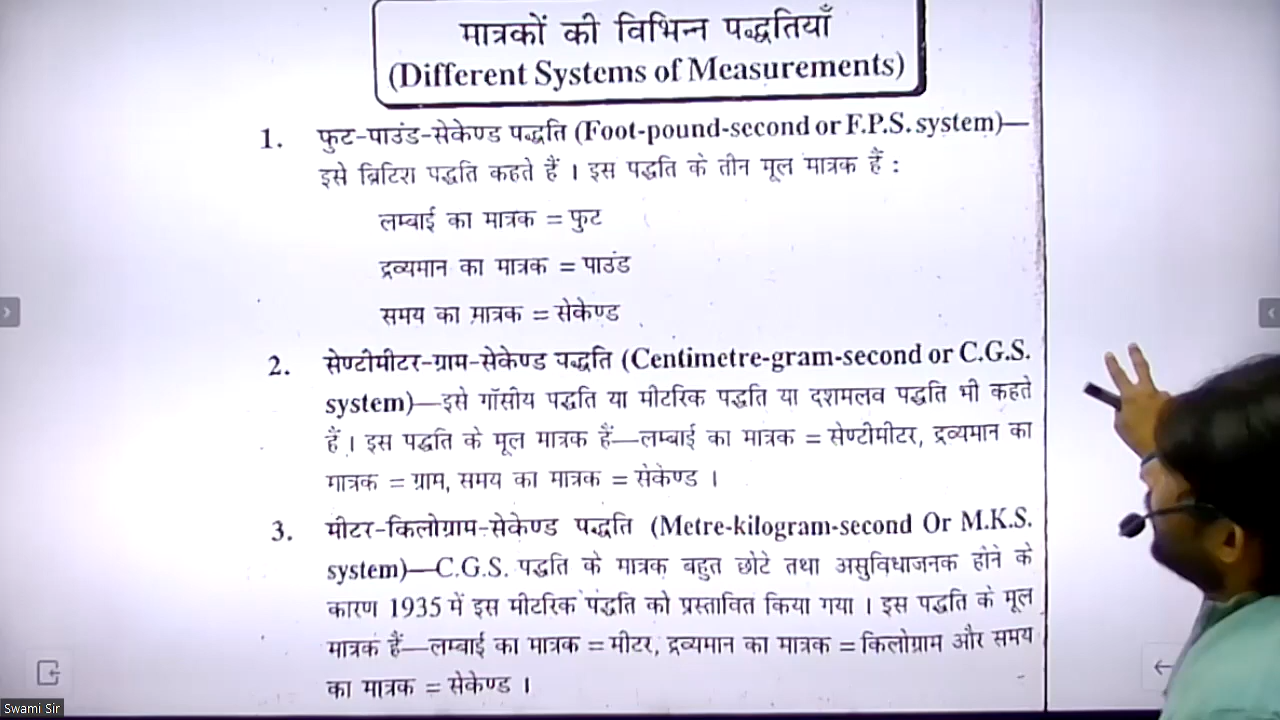 मात्रकों की विभिन्न पद्धतियाँ
(Different Systems of Measurements)
1. फुट-पाउंड-सेकेण्ड पद्धति (Foot-pound-second or F.P.S. system)—
इसे ब्रिटिश पद्धति कहते हैं । इस पद्धति के तीन मूल मात्रक हैं :
लम्बाई का मात्रक = फुट
द्रव्यमान का मात्रक = पाउंड
समय का मात्रक = सेकेण्ड
2. सेण्टीमीटर-ग्राम-सेकेण्ड पद्धति (Centimetre-gram-second or C.G.S.
system)—इसे गॉसीय पद्धति या मीटरिक पद्धति या दशमलव पद्धति भी कहते
हैं । इस पद्धति के मूल मात्रक हैं—लम्बाई का मात्रक = सेण्टीमीटर, द्रव्यमान का
मात्रक = ग्राम, समय का मात्रक = सेकेण्ड ।
3. मीटर-किलोग्राम-सेकेण्ड पद्धति (Metre-kilogram-second Or M.K.S.
system)—C.G.S. पद्धति के मात्रक बहुत छोटे तथा असुविधाजनक होने के
कारण 1935 में इस मीटरिक पद्धति को प्रस्तावित किया गया । इस पद्धति के मूल
मात्रक हैं—लम्बाई का मात्रक = मीटर, द्रव्यमान का मात्रक = किलोग्राम और समय
का मात्रक = सेकेण्ड ।
Swami Sir